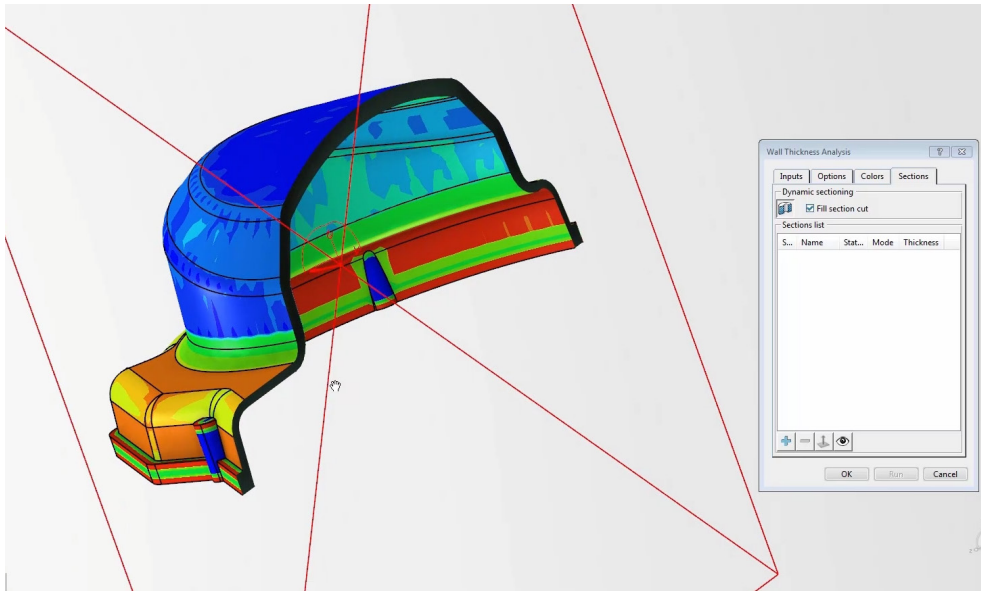 Wall Thickness Analysis
Inputs Options Colors Sections
Dynamic sectioning
Fill section cut
Sections list
S... Name Stat... Mode Thickness
OK Run Cancel